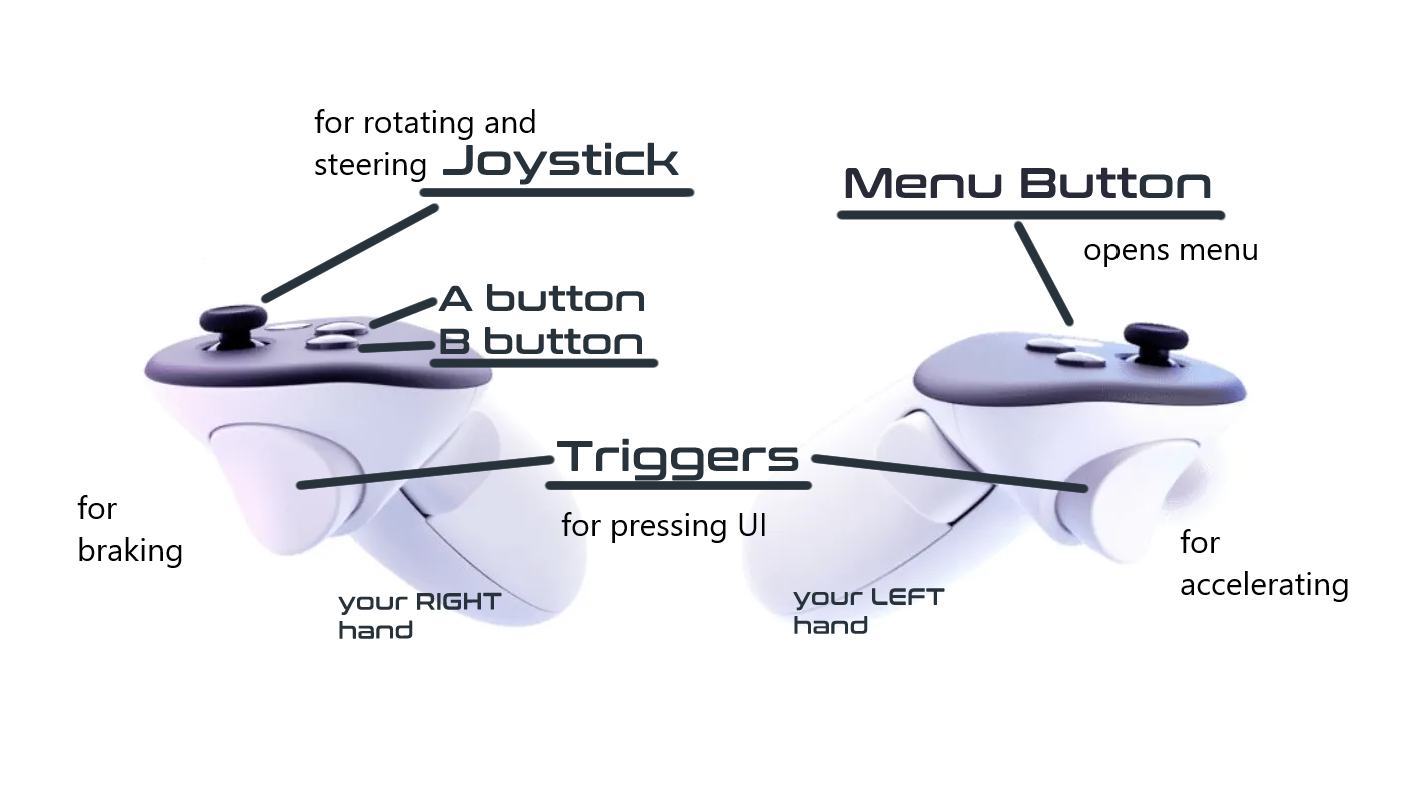 for rotating and
steering Joystick
Menu Button
opens menu
A button
B button
Triggers
for pressing UI
for
braking
for
accelerating
your RIGHT
hand
your LEFT
hand